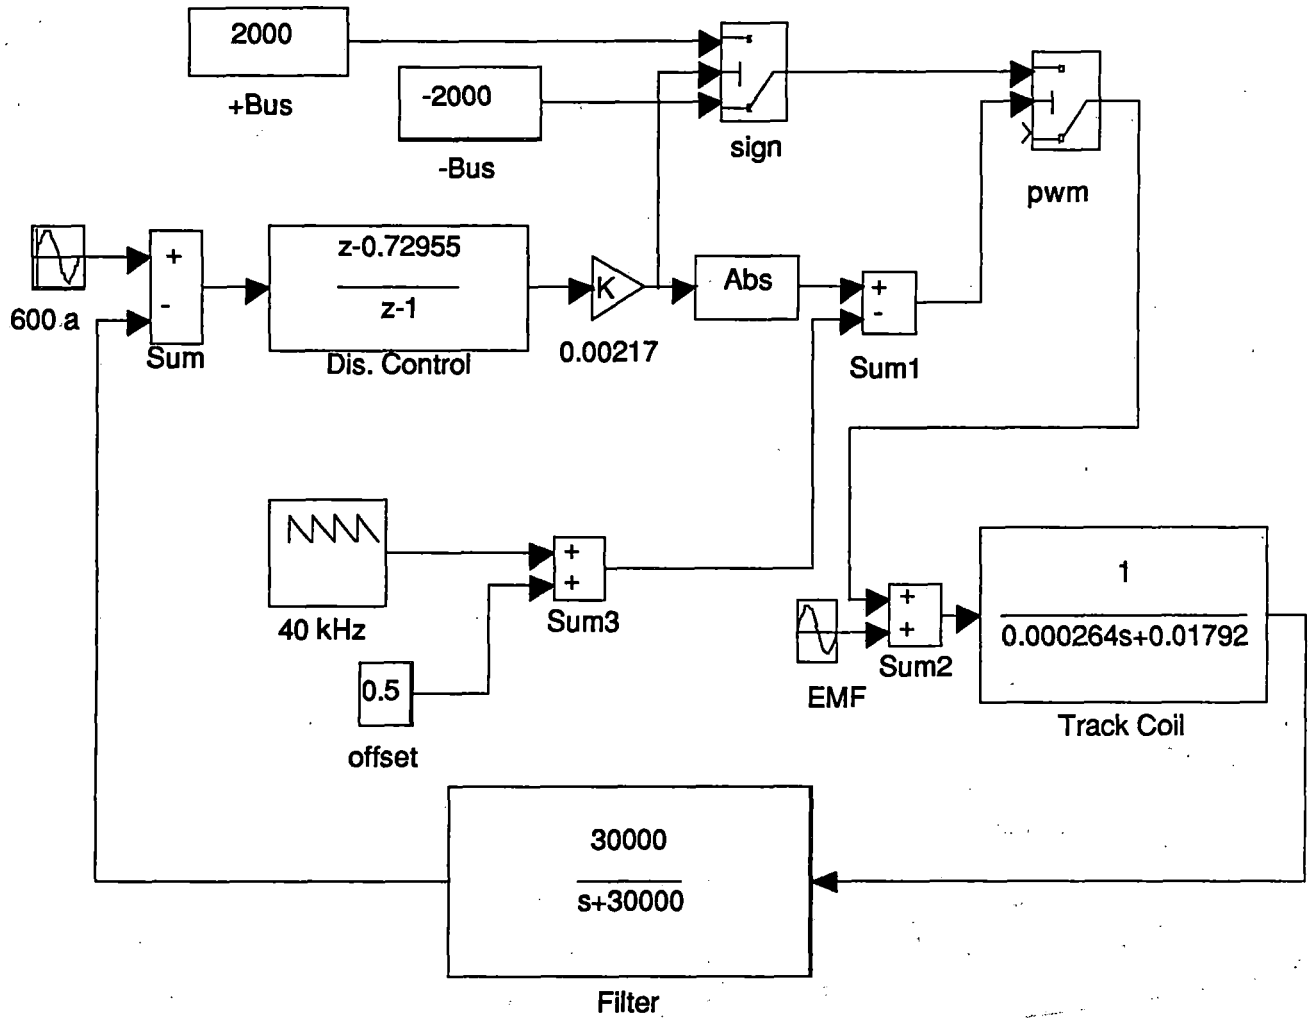 2000
+Bus
-2000
-Bus
sign
pwm
600 a
+
-
Sum
z-0.72955
z-1
Dis. Control
K
0.00217
Abs
+
-
Sum1
40 kHz
+
+
Sum3
0.5
offset
EMF
+
+
Sum2
1
0.000264s+0.01792
Track Coil
30000
s+30000
Filter